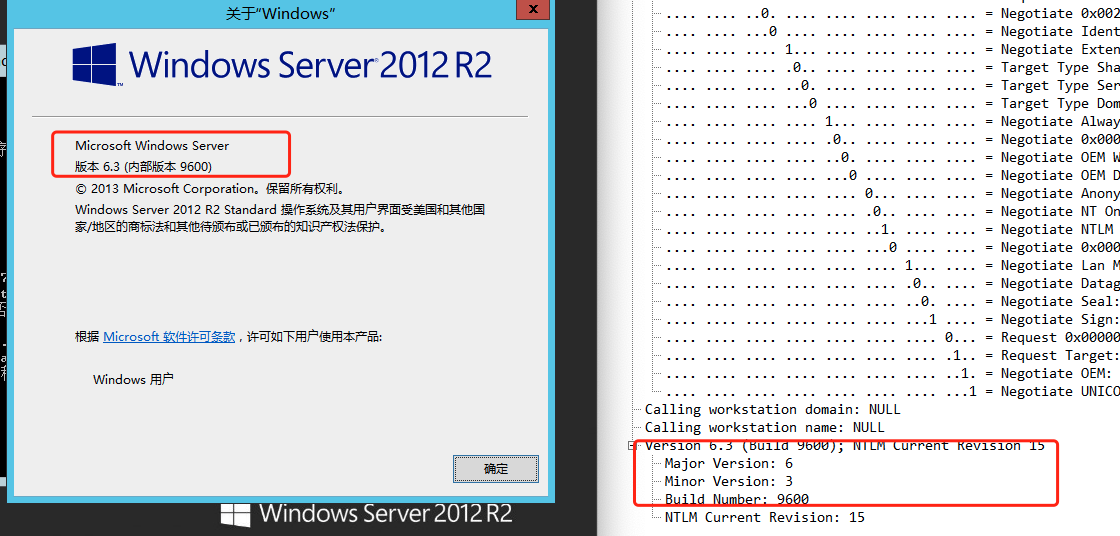 关于“Windows”
x
Windows Server 2012 R2
Microsoft Windows Server
版本 6.3 (内部版本 9600)
© 2013 Microsoft Corporation。保留所有权利。
Windows Server 2012 R2 Standard 操作系统及其用户界面受美国和其他国
家/地区的商标法和其他待颁布或已颁布的知识产权法保护。
根据 Microsoft 软件许可条款，许可如下用户使用本产品:
Windows 用户
确定
Windows Server 2012 R2
.... .... ..0. .... .... .... .... .... = Negotiate 0x002
.... .... ...0 .... .... .... .... .... = Negotiate Ident
.... .... .... 1... .... .... .... .... = Negotiate Exten
.... .... .... .0.. .... .... .... .... = Target Type Sha
.... .... .... ..0. .... .... .... .... = Target Type Ser
.... .... .... ...0 .... .... .... .... = Target Type Dom
.... .... .... .... 1... .... .... .... = Negotiate Alway
.... .... .... .... .0.. .... .... .... = Negotiate 0x000
.... .... .... .... ..0. .... .... .... = Negotiate OEM W
.... .... .... .... ...0 .... .... .... = Negotiate OEM D
.... .... .... .... .... 0... .... .... = Negotiate Anony
.... .... .... .... .... .0.. .... .... = Negotiate NT On
.... .... .... .... .... ..1. .... .... = Negotiate NTLM
.... .... .... .... .... ...0 .... .... = Negotiate 0x000
.... .... .... .... .... .... 1... .... = Negotiate Lan M
.... .... .... .... .... .... .0.. .... = Negotiate Datag
.... .... .... .... .... .... ..0. .... = Negotiate Seal:
.... .... .... .... .... .... ...1 .... = Negotiate Sign:
.... .... .... .... .... .... .... 0... = Request 0x00000
.... .... .... .... .... .... .... .1.. = Request Target:
.... .... .... .... .... .... .... ..1. = Negotiate OEM:
.... .... .... .... .... .... .... ...1 = Negotiate UNICO
Calling workstation domain: NULL
Calling workstation name: NULL
Version 6.3 (Build 9600); NTLM Current Revision 15
Major Version: 6
Minor Version: 3
Build Number: 9600
NTLM Current Revision: 15